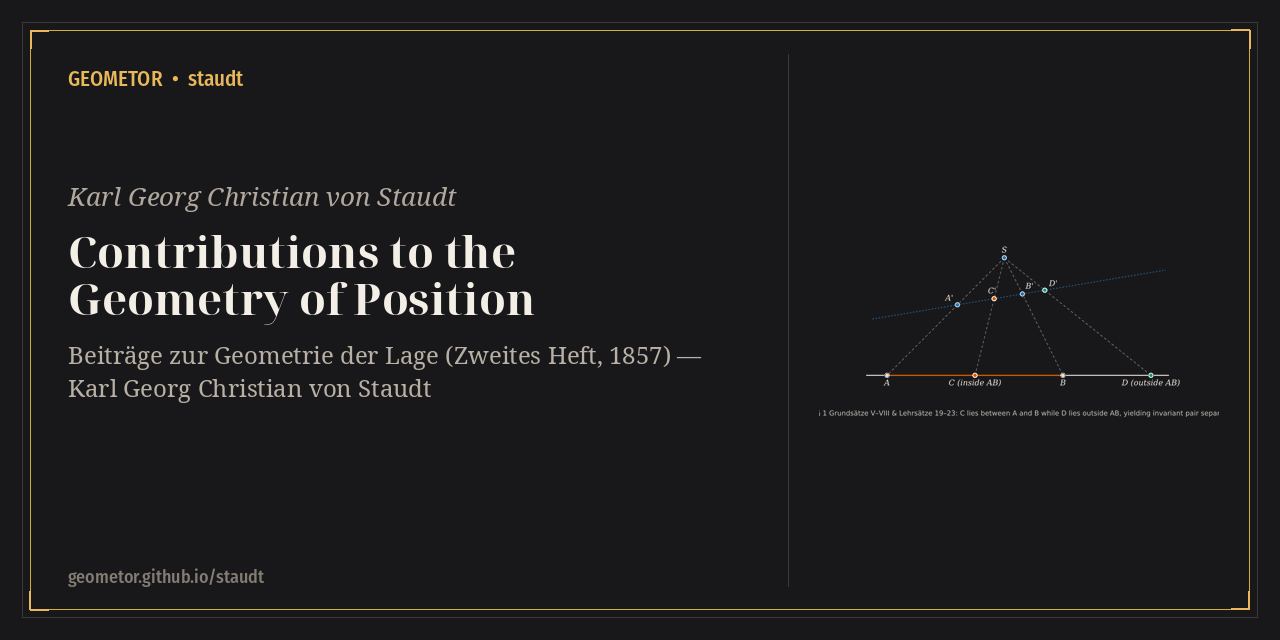 GEOMETOR • staudt
Karl Georg Christian von Staudt
Contributions to the
Geometry of Position
Beiträge zur Geometrie der Lage (Zweites Heft, 1857) —
Karl Georg Christian von Staudt
geometor.github.io/staudt
S
A' C' B' D'
A C (inside AB) B D (outside AB)
1 Grundsätze V–VIII & Lehrsätze 19–23: C lies between A and B while D lies outside AB, yielding invariant pair